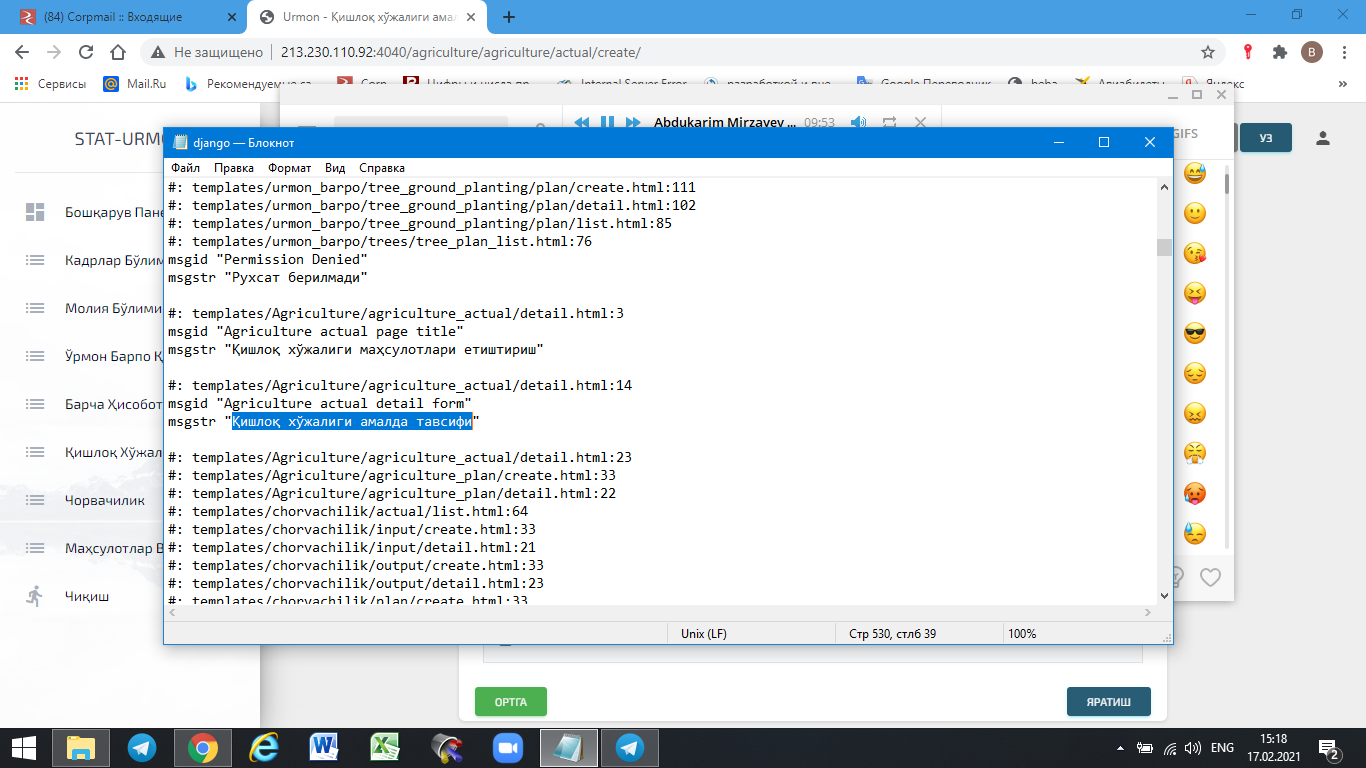 (84) Corpmail :: Входящие
Urmon - Қишлоқ хўжалиги амал
Не защищено
213.230.110.92:4040/agriculture/agriculture/actual/create/
B
Сервисы
Mail.Ru
Рекомендуемые са
Corp
Цифры и числа пр
Internal Server Error
разработкой и вне
Google Переводчик
Авиабилеты
Яндекс
Abdukarim Mirzayev ...
09:53
GIFS
УЗ
STAT-URMO
Бошқарув Пане
Кадрлар Бўлим
Молия Бўлими
Ўрмон Барпо Қ
Барча Ҳисобот
Қишлоқ Хўжал
Чорвачилик
Маҳсулотлар В
Чиқиш
django — Блокнот
Файл Правка Формат Вид Справка
#: templates/urmon_barpo/tree_ground_planting/plan/create.html:111
#: templates/urmon_barpo/tree_ground_planting/plan/detail.html:102
#: templates/urmon_barpo/tree_ground_planting/plan/list.html:85
#: templates/urmon_barpo/trees/tree_plan_list.html:76
msgid "Permission Denied"
msgstr "Рухсат берилмади"
#: templates/Agriculture/agriculture_actual/detail.html:3
msgid "Agriculture actual page title"
msgstr "Қишлоқ хўжалиги маҳсулотлари етиштириш"
#: templates/Agriculture/agriculture_actual/detail.html:14
msgid "Agriculture actual detail form"
msgstr "Қишлоқ хўжалиги амалда тавсифи"
#: templates/Agriculture/agriculture_actual/detail.html:23
#: templates/Agriculture/agriculture_plan/create.html:33
#: templates/Agriculture/agriculture_plan/detail.html:22
#: templates/chorvachilik/actual/list.html:64
#: templates/chorvachilik/input/create.html:33
#: templates/chorvachilik/input/detail.html:21
#: templates/chorvachilik/output/create.html:33
#: templates/chorvachilik/output/detail.html:23
#: templates/chorvachilik/plan/create.html:33
Unix (LF)
Стр 530, стлб 39
100%
ОРТГА
ЯРАТИШ
ENG
15:18
17.02.2021
2